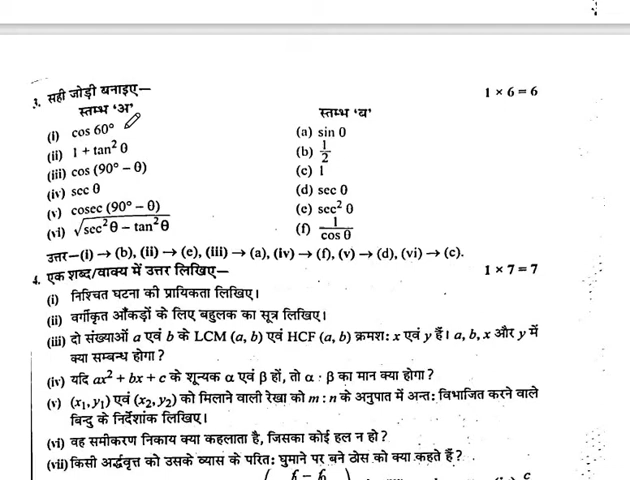 3. सही जोड़ी बनाइए—
1 × 6 = 6
स्तम्भ ‘अ’ स्तम्भ ‘ब’
(i) cos 60° (a) sin θ
(ii) 1 + tan² θ (b) 1/2
(iii) cos (90° − θ) (c) 1
(iv) sec θ (d) sec θ
(v) cosec (90° − θ) (e) sec² θ
(vi) √(sec²θ − tan²θ) (f) 1/cos θ
उत्तर—(i) → (b), (ii) → (e), (iii) → (a), (iv) → (f), (v) → (d), (vi) → (c).
4. एक शब्द/वाक्य में उत्तर लिखिए— 1 × 7 = 7
(i) निश्चित घटना की प्रायिकता लिखिए।
(ii) वर्गीकृत आँकड़ों के लिए बहुलक का सूत्र लिखिए।
(iii) दो संख्याओं a एवं b के LCM (a, b) एवं HCF (a, b) क्रमश: x एवं y हैं। a, b, x और y में
क्या सम्बन्ध होगा ?
(iv) यदि ax² + bx + c के शून्यक α एवं β हों, तो α · β का मान क्या होगा ?
(v) (x₁, y₁) एवं (x₂, y₂) को मिलाने वाली रेखा को m : n के अनुपात में अन्त: विभाजित करने वाले
बिन्दु के निर्देशांक लिखिए।
(vi) वह समीकरण निकाय क्या कहलाता है, जिसका कोई हल न हो ?
(vii) किसी अर्द्धवृत्त को उसके व्यास के परित: घुमाने पर बने ठोस को क्या कहते हैं ?